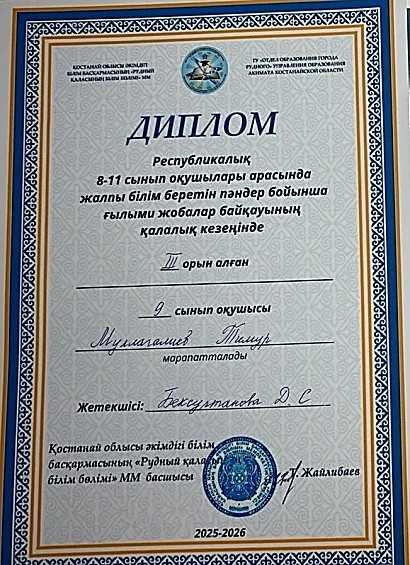 ҚОСТАНАЙ ОБЛЫСЫ ӘКІМДІГІ
БІЛІМ БАСҚАРМАСЫНЫҢ «РУДНЫЙ
ҚАЛАСЫНЫҢ БІЛІМ БӨЛІМІ» ММ
ГУ «ОТДЕЛ ОБРАЗОВАНИЯ ГОРОДА
РУДНОГО» УПРАВЛЕНИЯ ОБРАЗОВАНИЯ
АКИМАТА КОСТАНАЙСКОЙ ОБЛАСТИ
ДИПЛОМ
Республикалық
8-11 сынып оқушылары арасында
жалпы білім беретін пәндер бойынша
ғылыми жобалар байқауының
қалалық кезеңінде
III орын алған
9 сынып оқушысы
Тимур
марапатталады
Жетекшісі: Бексултанова Д. С
Қостанай облысы әкімдігі білім
басқармасының «Рудный қаласы
білім бөлімі» ММ басшысы
Жайлибаев
2025-2026